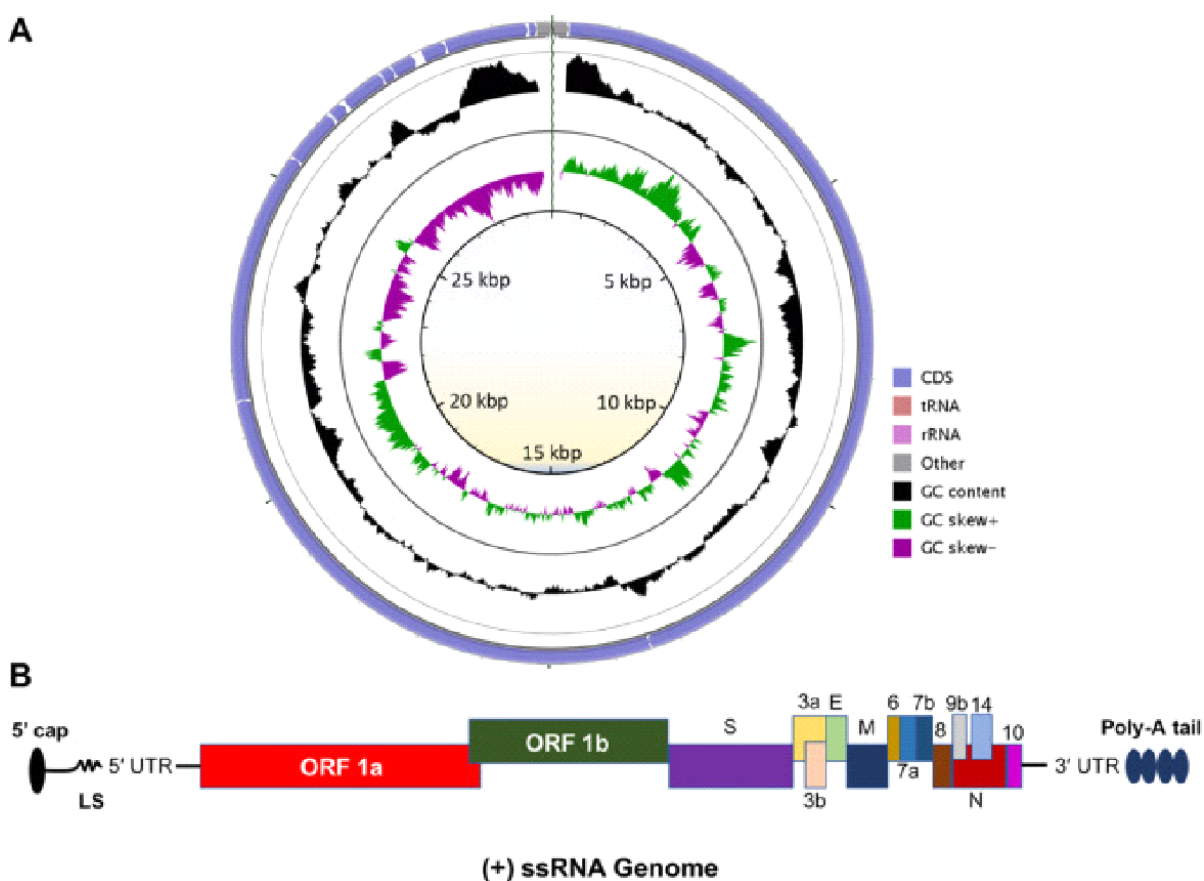 A
25 kbp
5 kbp
20 kbp
10 kbp
15 kbp
CDS
tRNA
rRNA
Other
GC content
GC skew+
GC skew-
B
3a E 6 7b 9b 14
5' cap S M 8 10 Poly-A tail
ORF 1b
5' UTR ORF 1a 3' UTR
7a
LS 3b N
(+) ssRNA Genome